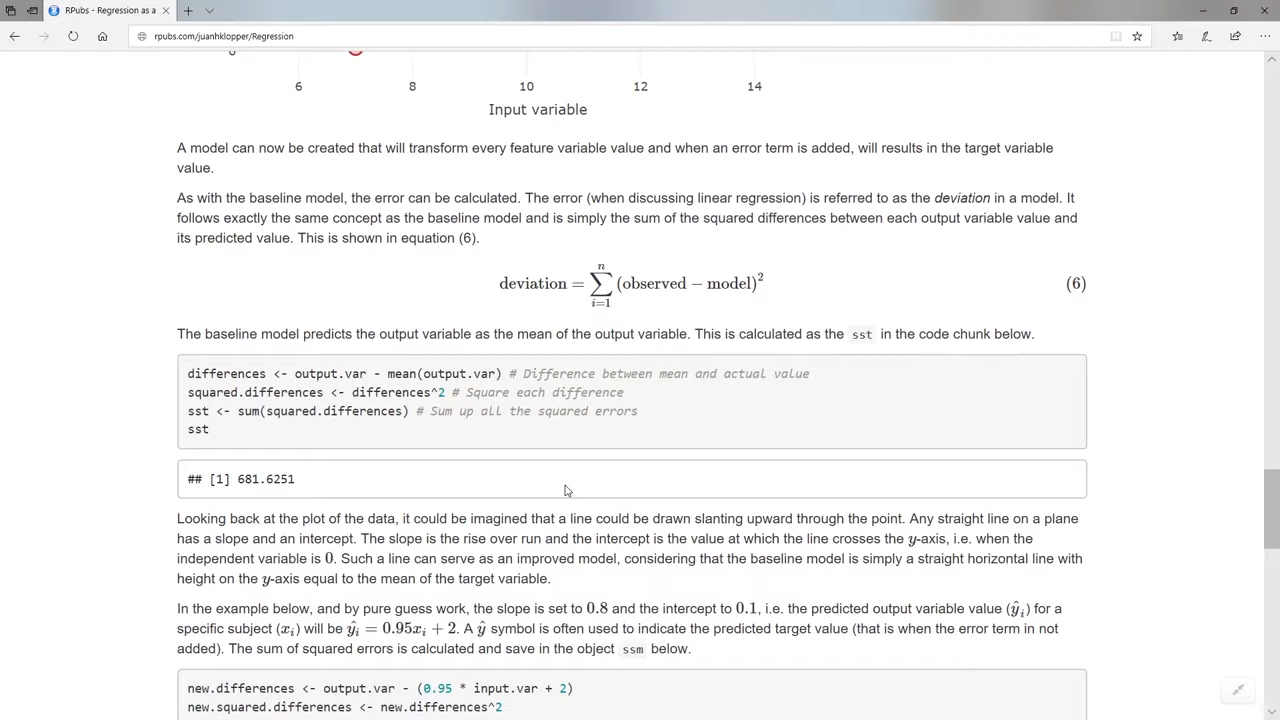 RPubs - Regression as a
rpubs.com/juanhklopper/Regression
6 8 10 12 14
Input variable
A model can now be created that will transform every feature variable value and when an error term is added, will results in the target variable
value.
As with the baseline model, the error can be calculated. The error (when discussing linear regression) is referred to as the deviation in a model. It
follows exactly the same concept as the baseline model and is simply the sum of the squared differences between each output variable value and
its predicted value. This is shown in equation (6).
deviation = ∑_{i=1}^{n} (observed − model)² (6)
The baseline model predicts the output variable as the mean of the output variable. This is calculated as the sst in the code chunk below.
differences <- output.var - mean(output.var) # Difference between mean and actual value
squared.differences <- differences^2 # Square each difference
sst <- sum(squared.differences) # Sum up all the squared errors
sst
## [1] 681.6251
Looking back at the plot of the data, it could be imagined that a line could be drawn slanting upward through the point. Any straight line on a plane
has a slope and an intercept. The slope is the rise over run and the intercept is the value at which the line crosses the y-axis, i.e. when the
independent variable is 0. Such a line can serve as an improved model, considering that the baseline model is simply a straight horizontal line with
height on the y-axis equal to the mean of the target variable.
In the example below, and by pure guess work, the slope is set to 0.8 and the intercept to 0.1, i.e. the predicted output variable value (ŷᵢ) for a
specific subject (xᵢ) will be ŷᵢ = 0.95xᵢ + 2. A ŷ symbol is often used to indicate the predicted target value (that is when the error term in not
added). The sum of squared errors is calculated and save in the object ssm below.
new.differences <- output.var - (0.95 * input.var + 2)
new.squared.differences <- new.differences^2